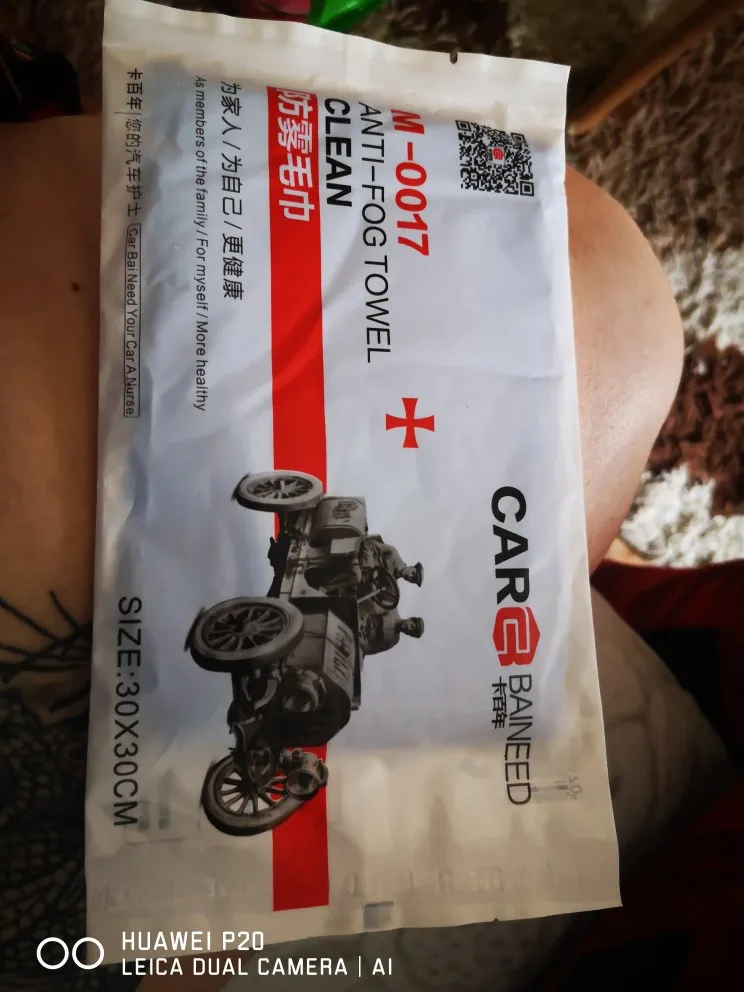 CAR BAINEED
卡百年
M-0017
ANTI-FOG TOWEL
CLEAN
防雾毛巾
为家人/为自己/更健康
As members of the family/For myself/More healthy
卡百年|您的汽车护士 Car Bai Need Your Car A Nurse
SIZE:30X30CM
HUAWEI P20
LEICA DUAL CAMERA | AI